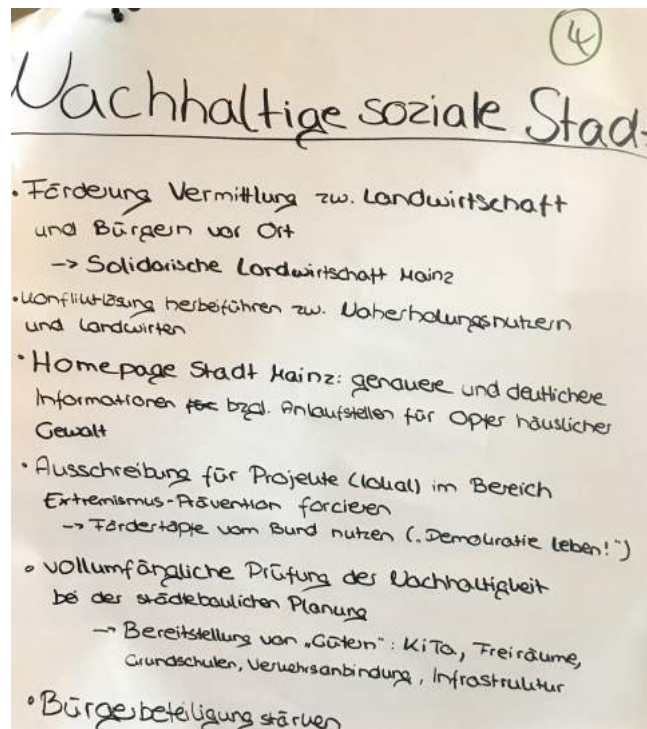 4
Nachhaltige soziale Stad
• Förderung Vermittlung zw. Landwirtschaft
und Bürgern vor Ort
-> Solidarische Landwirtschaft Mainz
• Konfliktlösung herbeiführen zw. Naherholungsnutzern
und Landwirten
• Homepage Stadt Mainz: genauere und deutlichere
Informationen bzgl. Anlaufstellen für Opfer häuslicher
Gewalt
• Ausschreibung für Projekte (lokal) im Bereich
Extremismus-Prävention forcieren
-> Fördertöpfe vom Bund nutzen ("Demokratie leben!")
• vollumfängliche Prüfung der Nachhaltigkeit
bei der städtebaulichen Planung
-> Bereitstellung von "Gütern": KiTa, Freiräume,
Grundschulen, Verkehrsanbindung, Infrastruktur
• Bürgerbeteiligung stärken